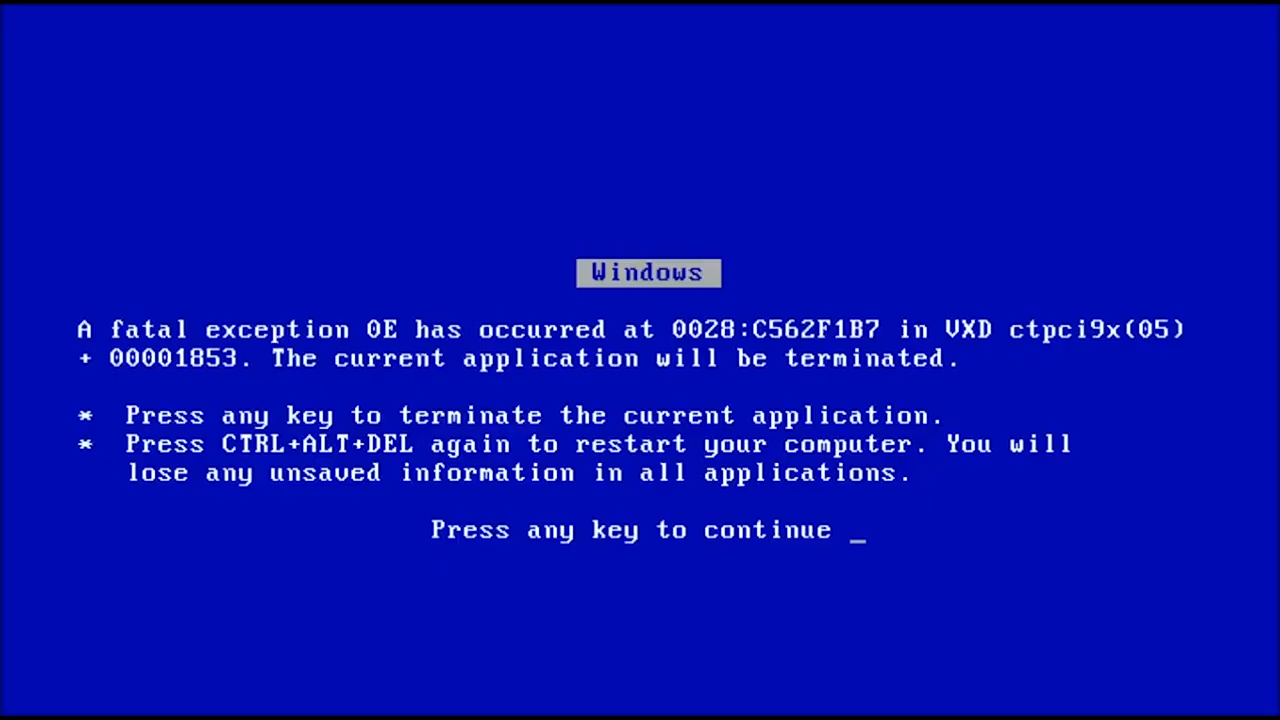 Windows
A fatal exception 0E has occurred at 0028:C562F1B7 in VXD ctpci9x(05)
+ 00001853. The current application will be terminated.
* Press any key to terminate the current application.
* Press CTRL+ALT+DEL again to restart your computer. You will
lose any unsaved information in all applications.
Press any key to continue _